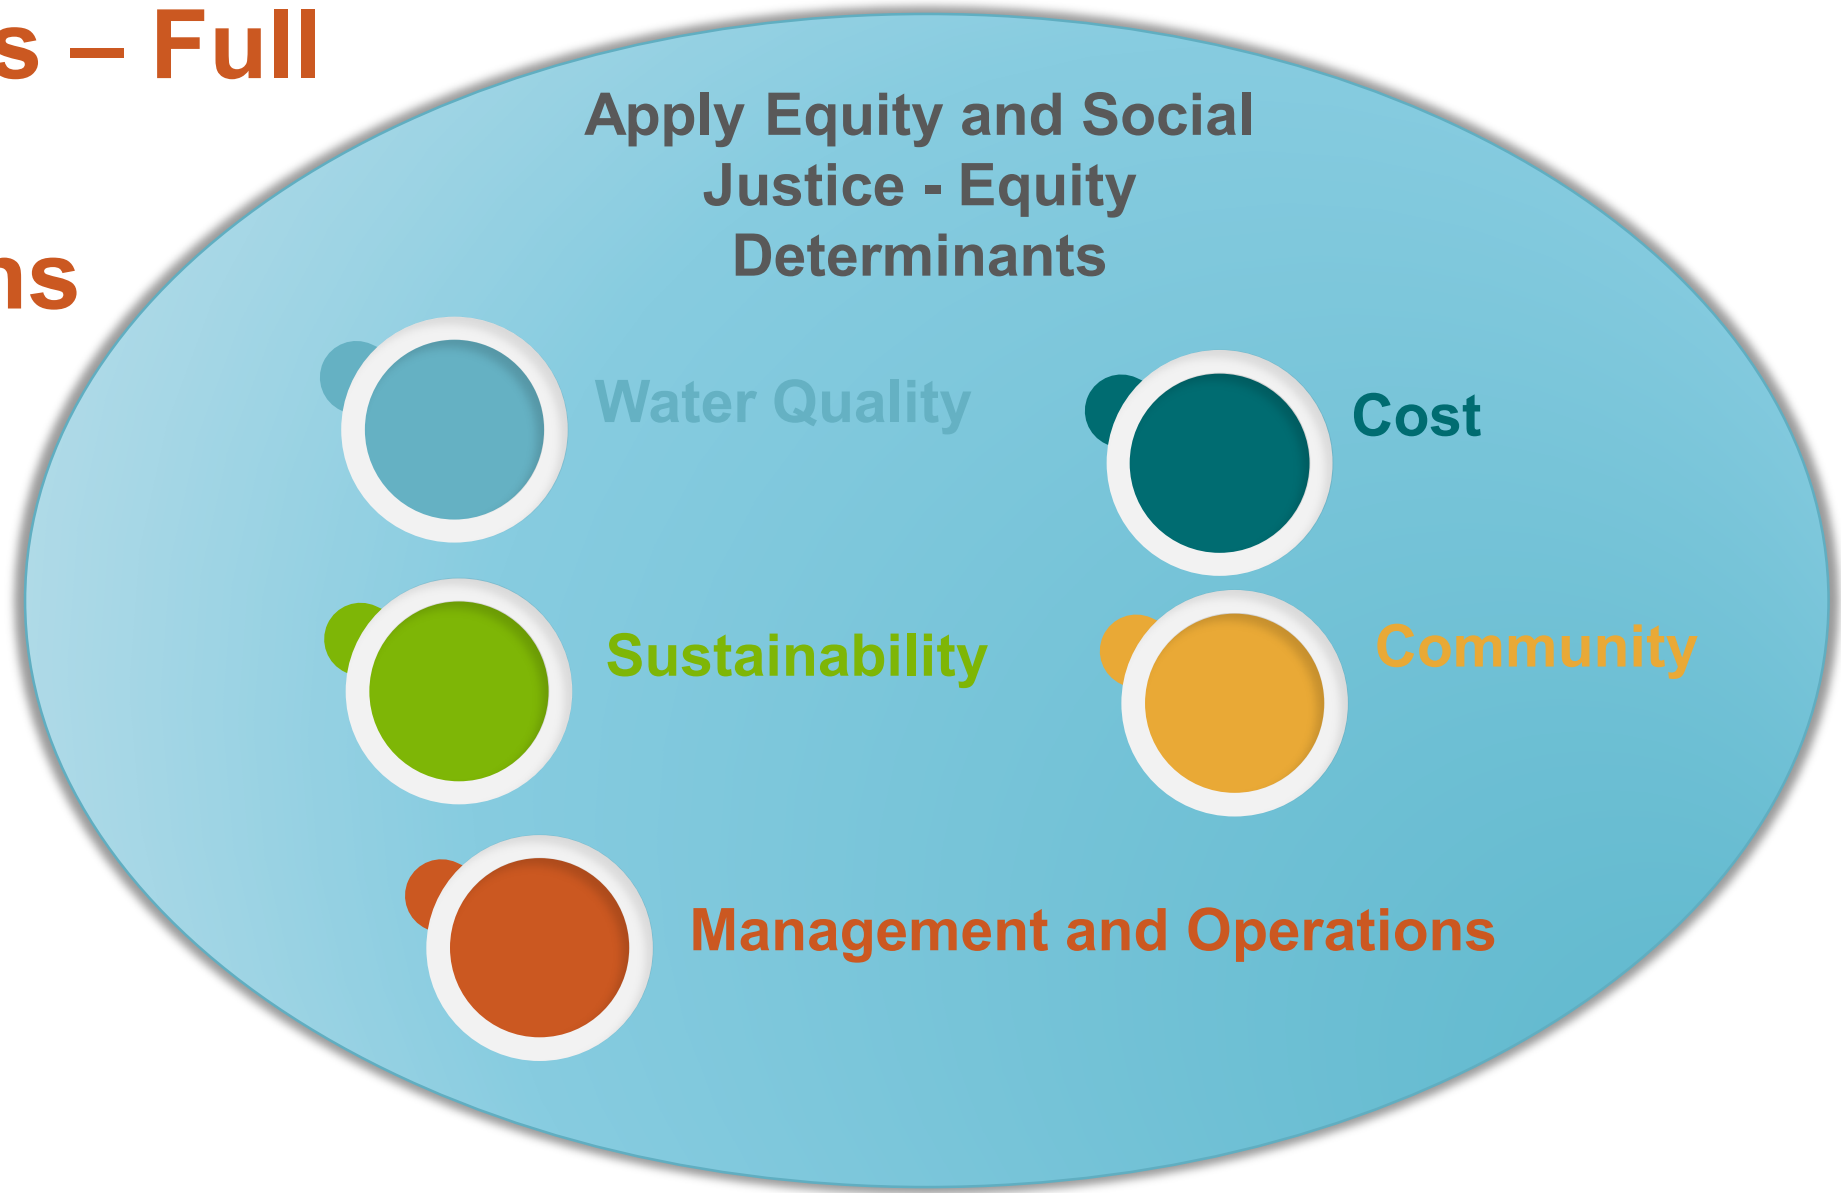 s – Full
ns
Apply Equity and Social
Justice - Equity
Determinants
Water Quality
Cost
Sustainability
Community
Management and Operations